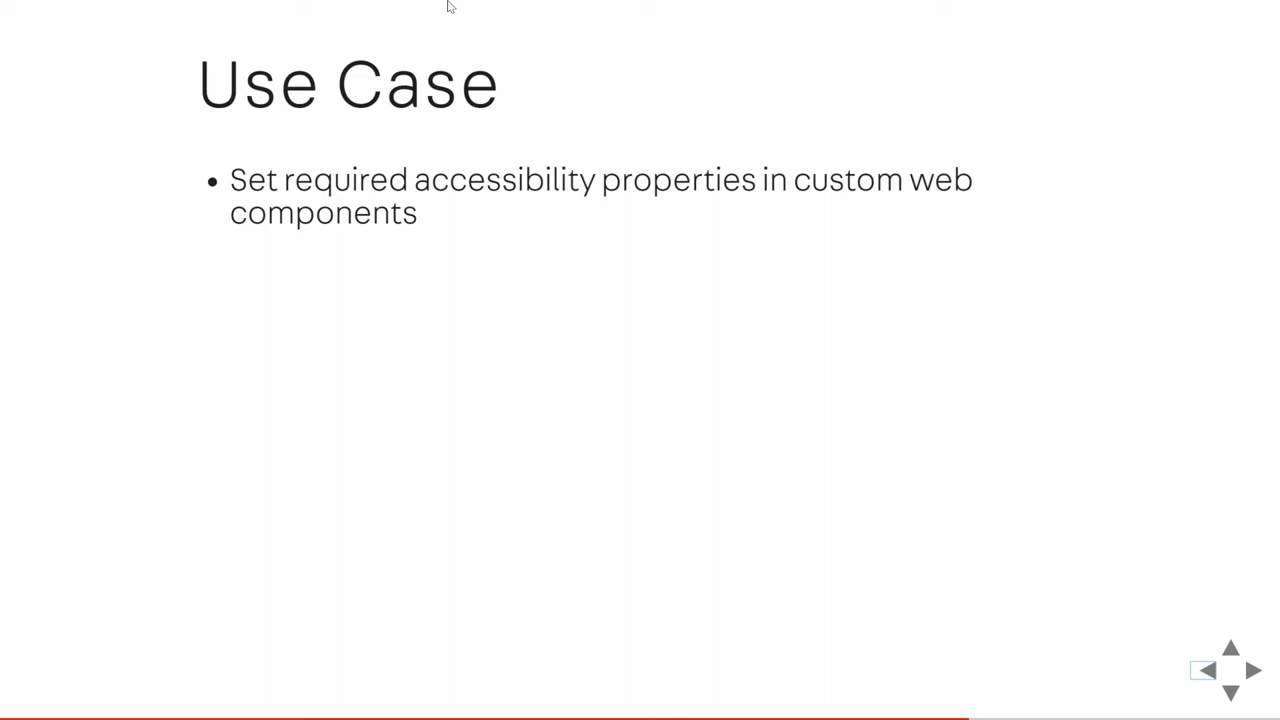 Use Case
• Set required accessibility properties in custom web
components